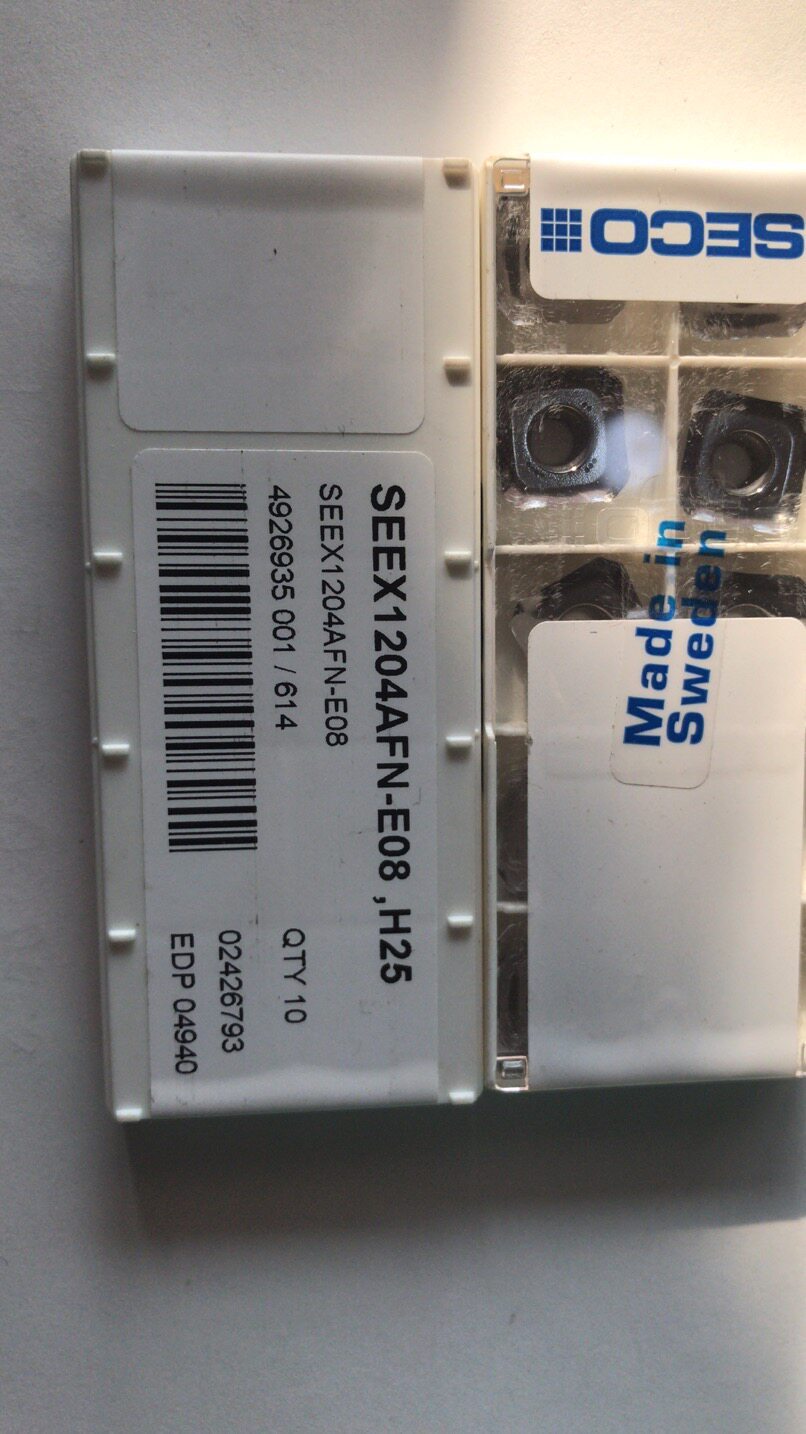 SEEX1204AFN-E08 ,H25
SEEX1204AFN-E08
4926935 001 / 614
QTY 10
02426793
EDP 04940
SECO
Made in
Sweden